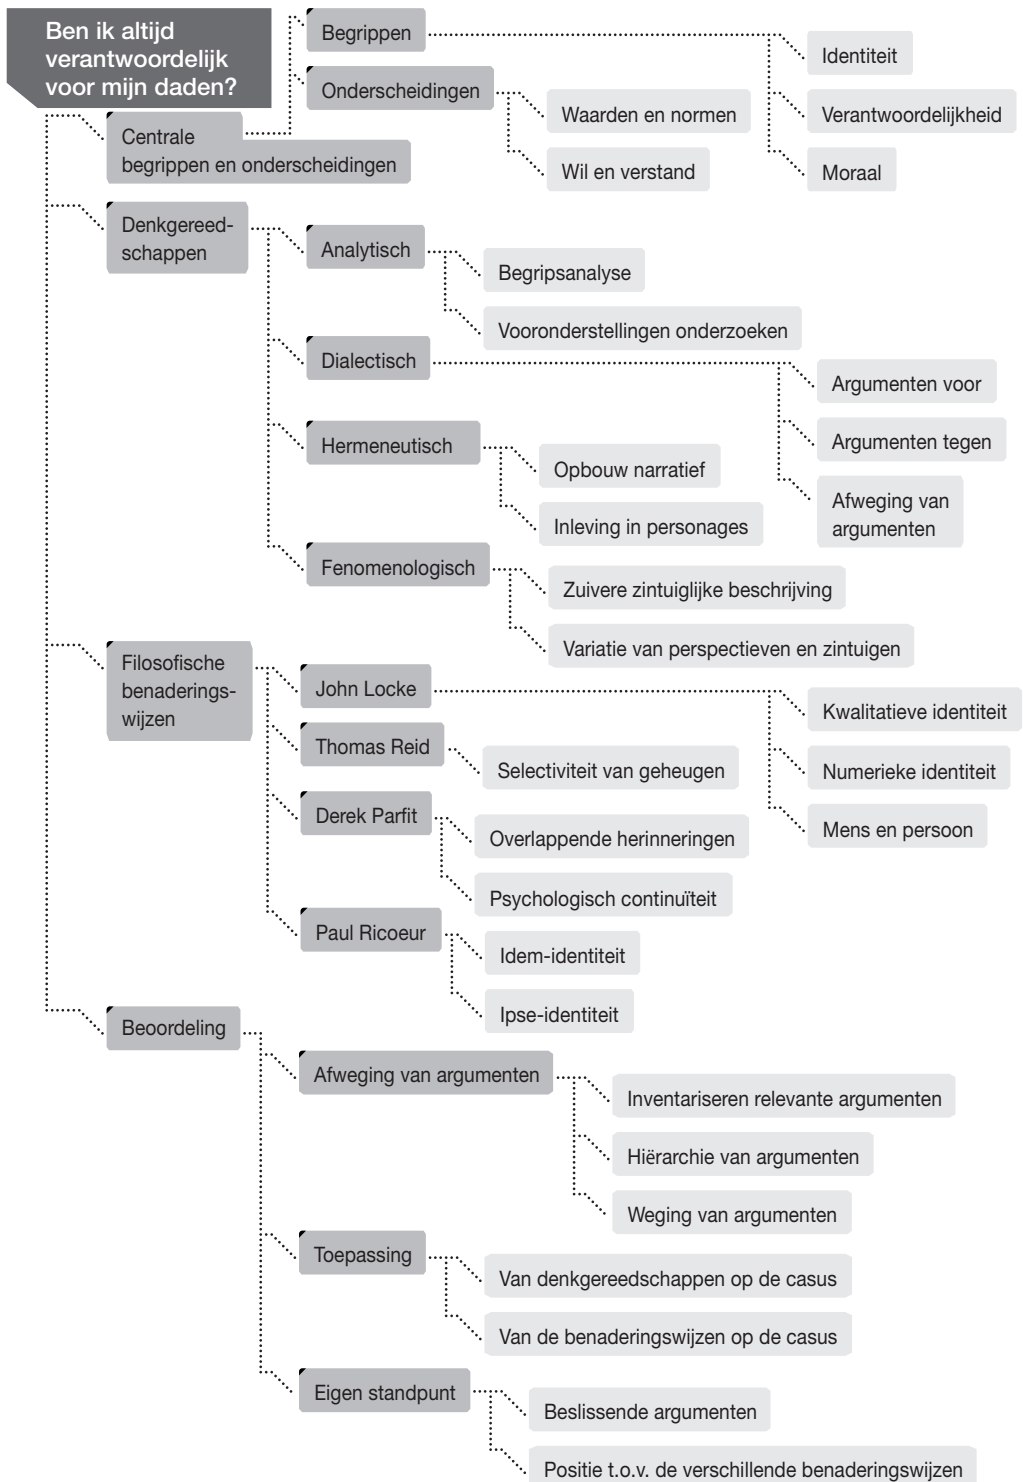 Ben ik altijd
verantwoordelijk
voor mijn daden?
Centrale
begrippen en onderscheidingen
Begrippen
Identiteit
Verantwoordelijkheid
Moraal
Onderscheidingen
Waarden en normen
Wil en verstand
Denkgereed-
schappen
Analytisch
Begripsanalyse
Vooronderstellingen onderzoeken
Dialectisch
Argumenten voor
Argumenten tegen
Afweging van
argumenten
Hermeneutisch
Opbouw narratief
Inleving in personages
Fenomenologisch
Zuivere zintuiglijke beschrijving
Variatie van perspectieven en zintuigen
Filosofische
benaderings-
wijzen
John Locke
Kwalitatieve identiteit
Numerieke identiteit
Mens en persoon
Thomas Reid
Selectiviteit van geheugen
Derek Parfit
Overlappende herinneringen
Psychologisch continuïteit
Paul Ricoeur
Idem-identiteit
Ipse-identiteit
Beoordeling
Afweging van argumenten
Inventariseren relevante argumenten
Hiërarchie van argumenten
Weging van argumenten
Toepassing
Van denkgereedschappen op de casus
Van de benaderingswijzen op de casus
Eigen standpunt
Beslissende argumenten
Positie t.o.v. de verschillende benaderingswijzen